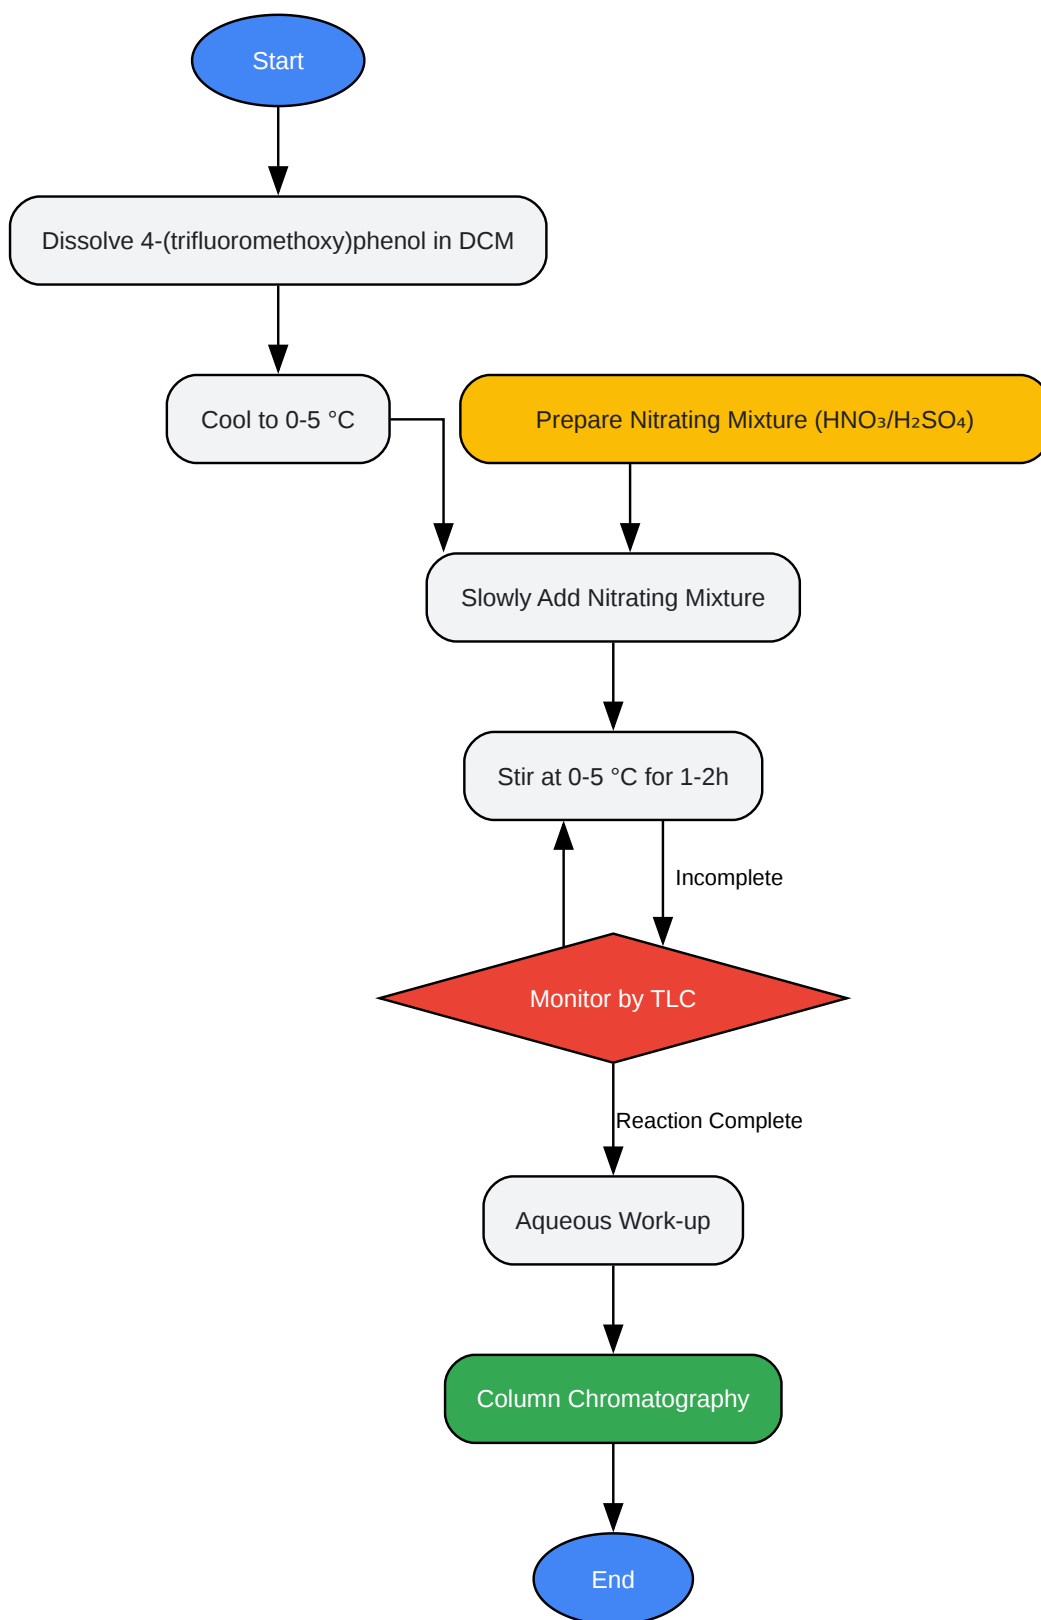 Start
Dissolve 4-(trifluoromethoxy)phenol in DCM
Cool to 0-5 °C
Prepare Nitrating Mixture (HNO₃/H₂SO₄)
Slowly Add Nitrating Mixture
Stir at 0-5 °C for 1-2h
Incomplete
Monitor by TLC
Reaction Complete
Aqueous Work-up
Column Chromatography
End